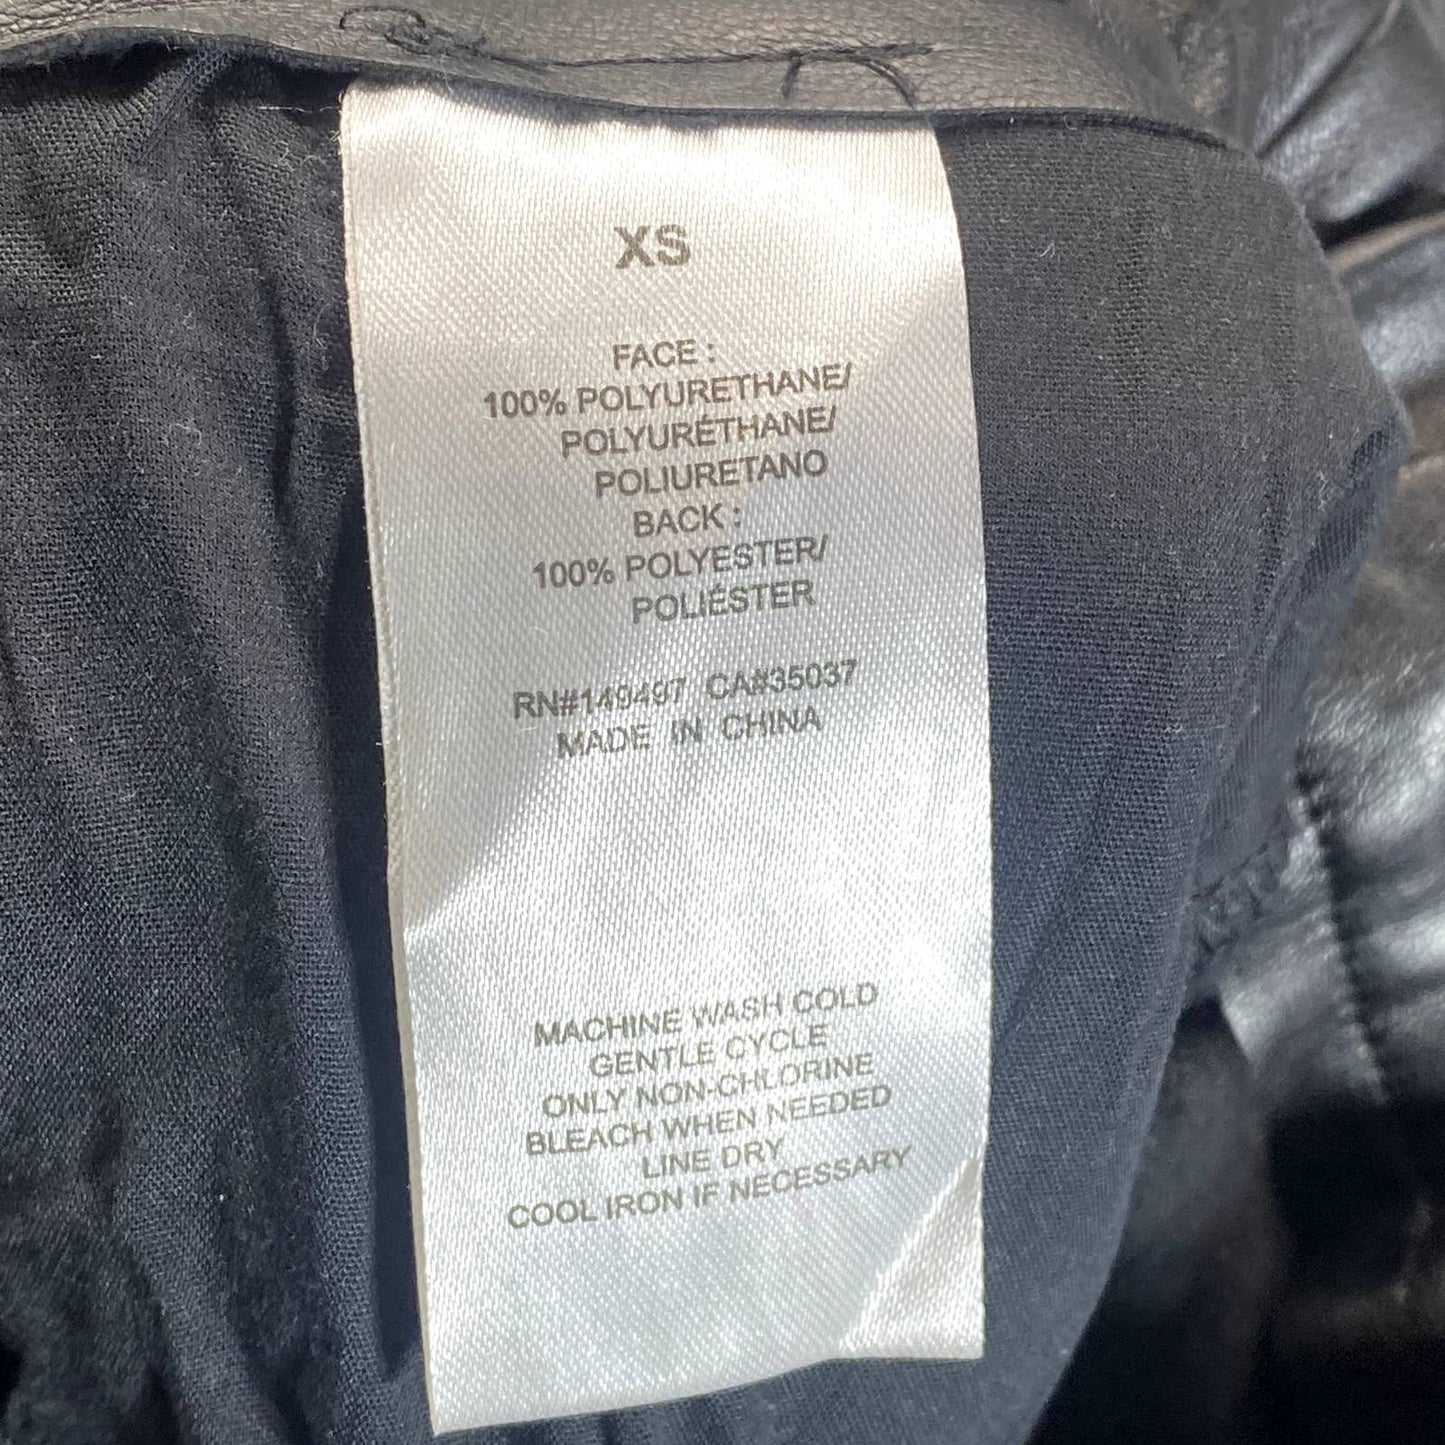 XS
FACE :
100% POLYURETHANE/
POLYURÉTHANE/
POLIURETANO
BACK :
100% POLYESTER/
POLIÉSTER
RN#149497 CA#35037
MADE IN CHINA
MACHINE WASH COLD
GENTLE CYCLE
ONLY NON-CHLORINE
BLEACH WHEN NEEDED
LINE DRY
COOL IRON IF NECESSARY